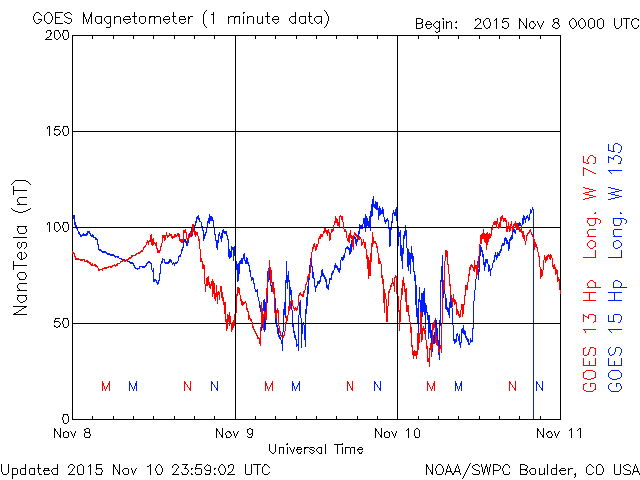 GOES Magnetometer (1 minute data)
Begin: 2015 Nov 8 0000 UTC
200
150
100
50
0
NanoTesla (nT)
M M N N M M N N M M N N
Nov 8 Nov 9 Nov 10 Nov 11
Universal Time
GOES 13 Hp Long. W 75
GOES 15 Hp Long. W 135
Updated 2015 Nov 10 23:59:02 UTC
NOAA/SWPC Boulder, CO USA